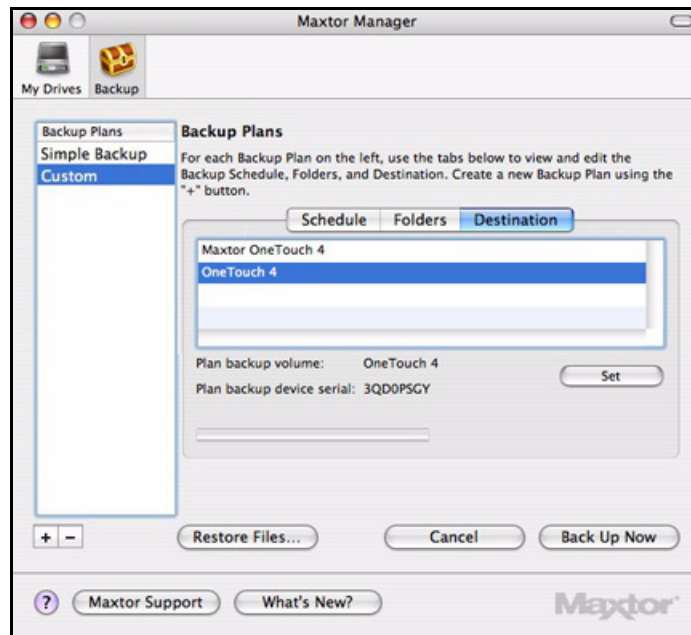 Maxtor Manager
My Drives
Backup
Backup Plans
Simple Backup
Custom
Backup Plans
For each Backup Plan on the left, use the tabs below to view and edit the
Backup Schedule, Folders, and Destination. Create a new Backup Plan using the
"+" button.
Schedule
Folders
Destination
Maxtor OneTouch 4
OneTouch 4
Plan backup volume: OneTouch 4
Set
Plan backup device serial: 3QD0PSGY
+ −
Restore Files...
Cancel
Back Up Now
?
Maxtor Support
What's New?
Maxtor